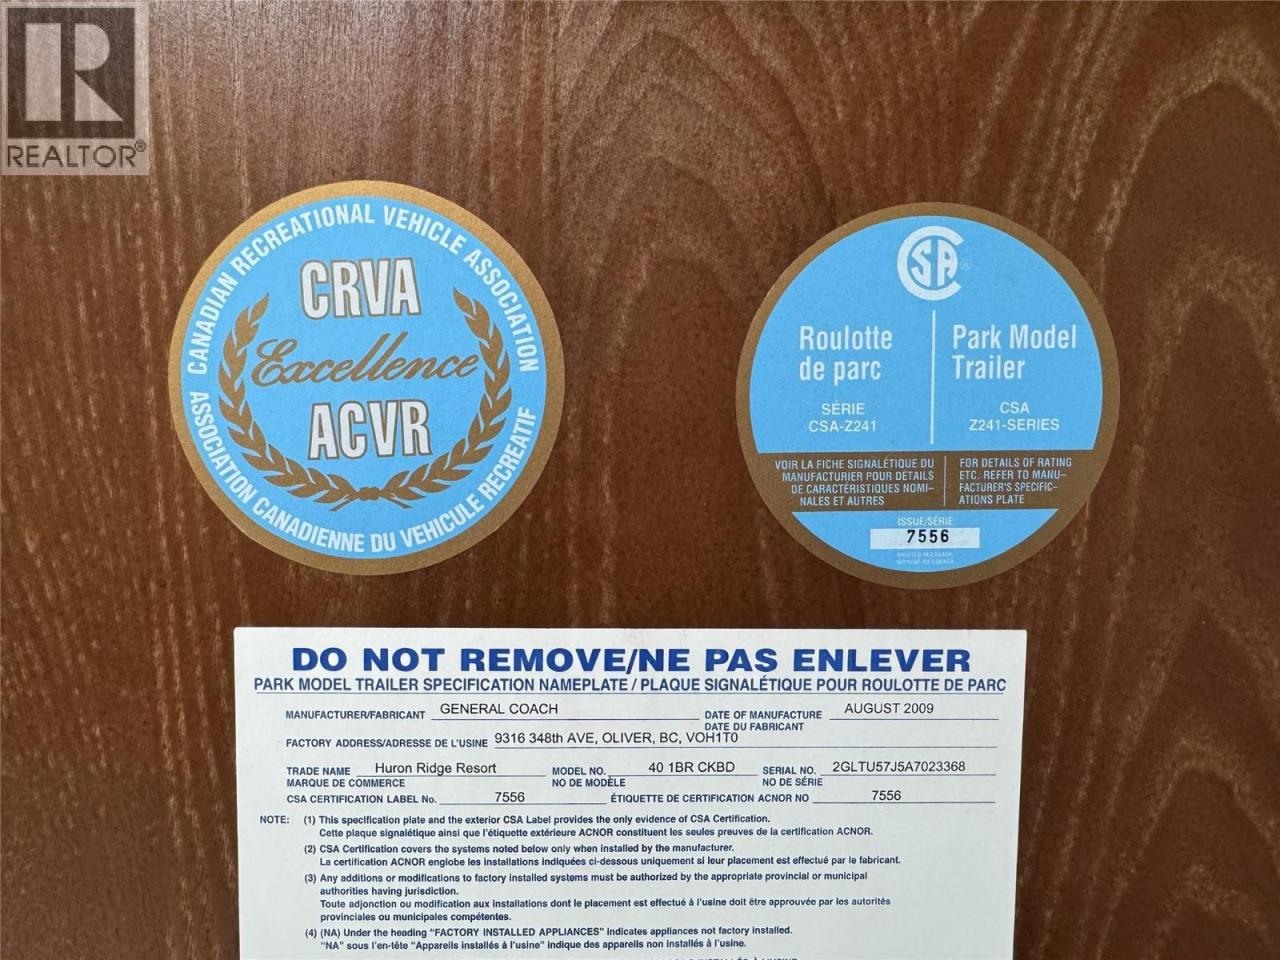 REALTOR®
CANADIAN RECREATIONAL VEHICLE ASSOCIATION
CRVA
Excellence
ACVR
ASSOCIATION CANADIENNE DU VEHICULE RECREATIF
CSA®
Roulotte
de parc
SÉRIE
CSA-Z241
Park Model
Trailer
CSA
Z241-SERIES
VOIR LA FICHE SIGNALÉTIQUE DU
MANUFACTURIER POUR DÉTAILS
DE CARACTÉRISTIQUES NOMI-
NALES ET AUTRES
FOR DETAILS OF RATING
ETC. REFER TO MANU-
FACTURER'S SPECIFIC-
ATIONS PLATE
ISSUE/SÉRIE
7556
PRINTED IN CANADA
DO NOT REMOVE/NE PAS ENLEVER
PARK MODEL TRAILER SPECIFICATION NAMEPLATE / PLAQUE SIGNALÉTIQUE POUR ROULOTTE DE PARC
MANUFACTURER/FABRICANT GENERAL COACH DATE OF MANUFACTURE AUGUST 2009
DATE DU FABRICANT
FACTORY ADDRESS/ADRESSE DE L'USINE 9316 348th AVE, OLIVER, BC, VOH1T0
TRADE NAME Huron Ridge Resort MODEL NO. 40 1BR CKBD SERIAL NO. 2GLTU57J5A7023368
MARQUE DE COMMERCE NO DE MODÈLE NO DE SÉRIE
CSA CERTIFICATION LABEL No. 7556 ÉTIQUETTE DE CERTIFICATION ACNOR NO 7556
NOTE: (1) This specification plate and the exterior CSA Label provides the only evidence of CSA Certification.
Cette plaque signalétique ainsi que l'étiquette extérieure ACNOR constituent les seules preuves de la certification ACNOR.
(2) CSA Certification covers the systems noted below only when installed by the manufacturer.
La certification ACNOR englobe les installations indiquées ci-dessous uniquement si leur placement est effectué par le fabricant.
(3) Any additions or modifications to factory installed systems must be authorized by the appropriate provincial or municipal
authorities having jurisdiction.
Toute adjonction ou modification aux installations dont le placement est effectué à l'usine doit être approuvée par les autorités
provinciales ou municipales compétentes.
(4) (NA) Under the heading "FACTORY INSTALLED APPLIANCES" indicates appliances not factory installed.
"NA" sous l'en-tête "Appareils installés à l'usine" indique des appareils non installés à l'usine.